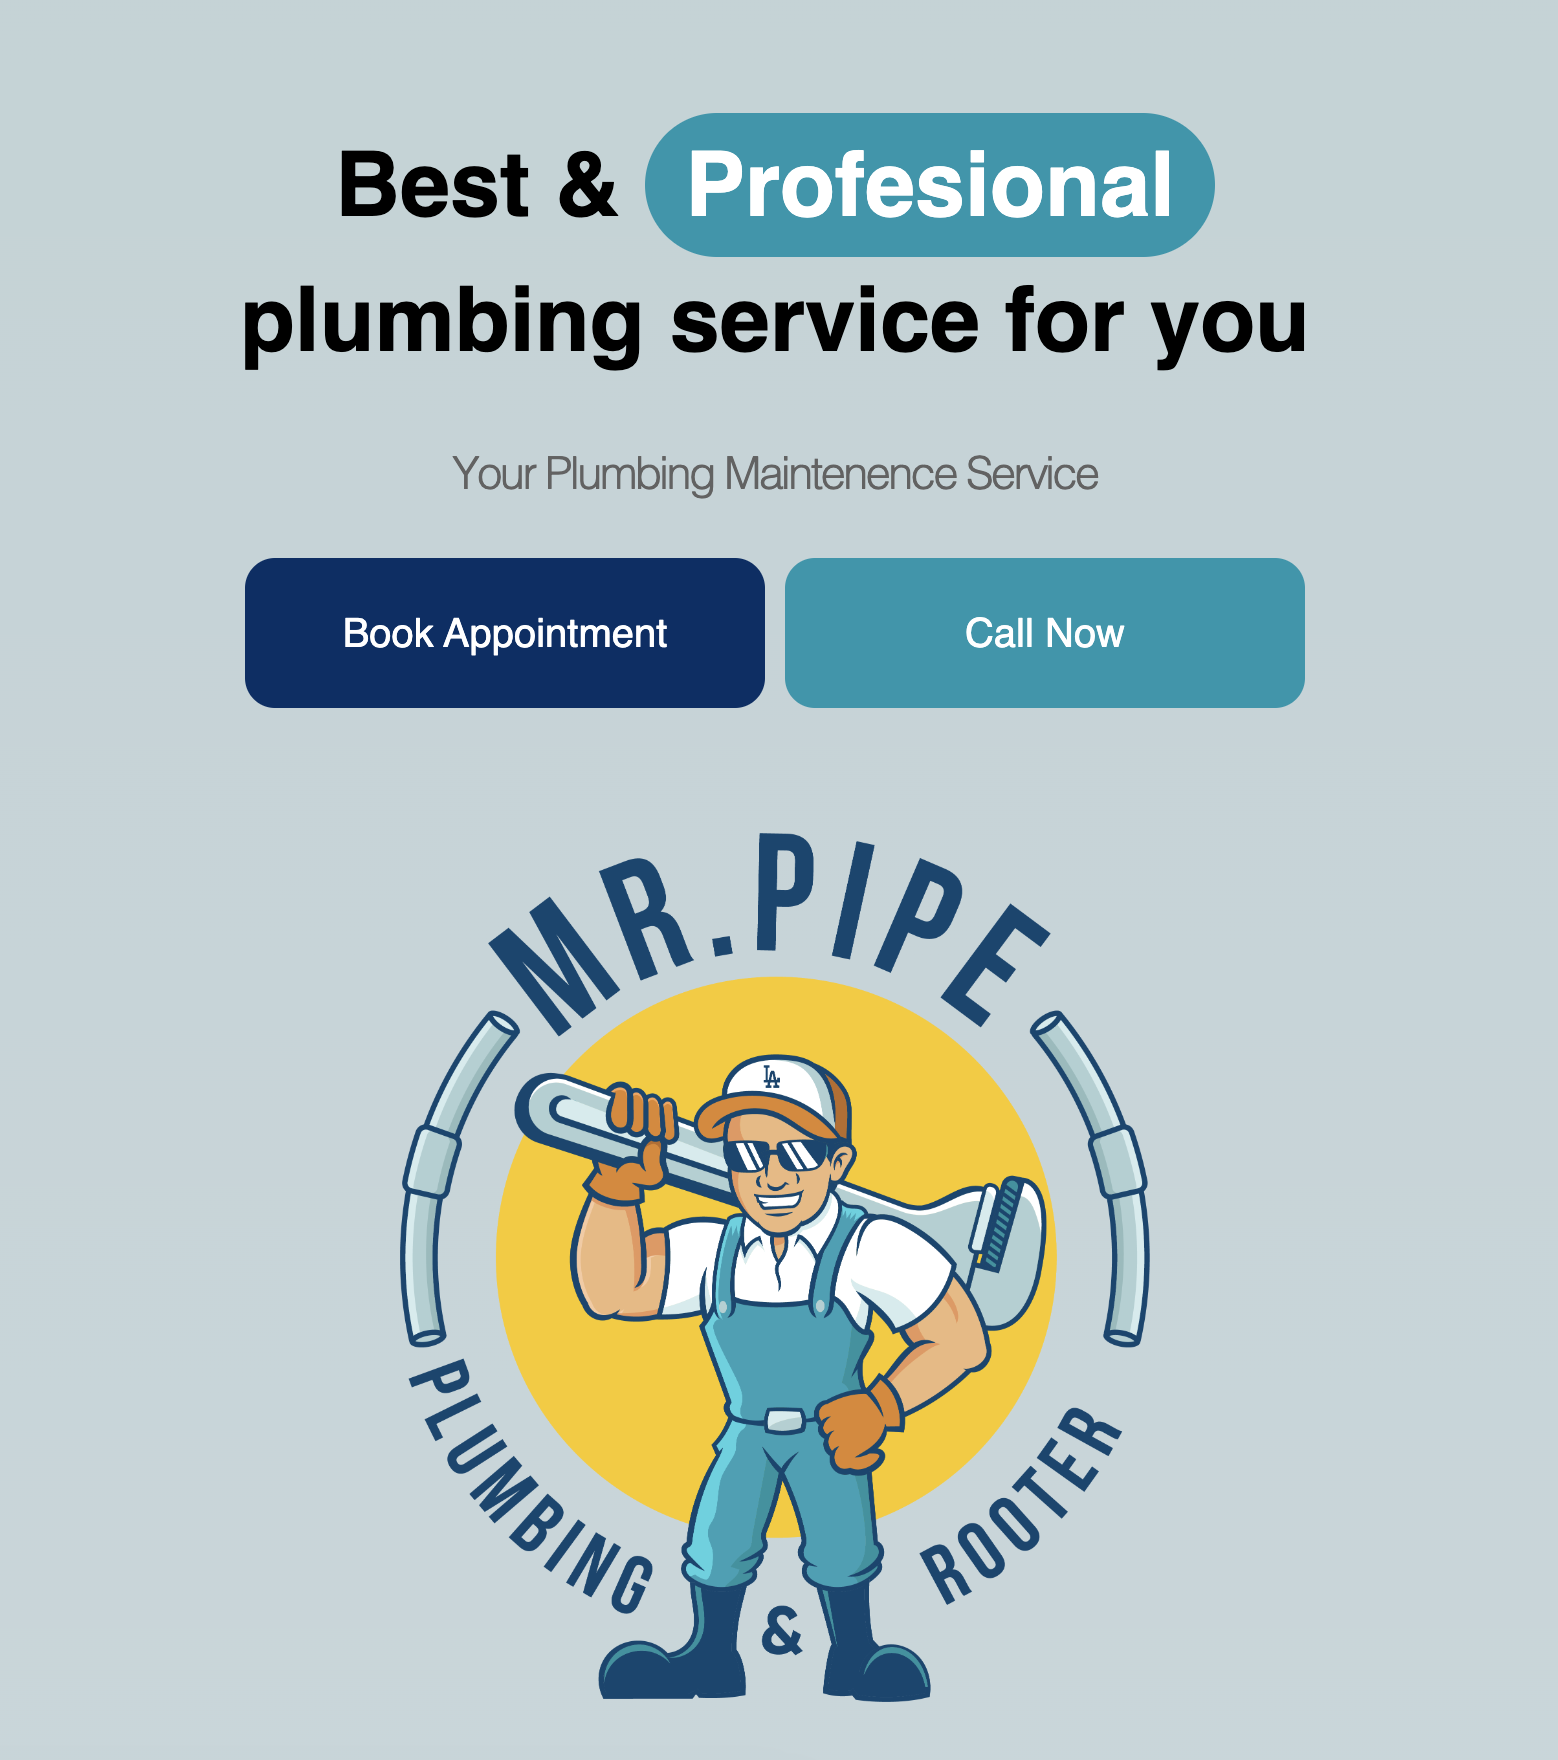 Best & Profesional
plumbing service for you
Your Plumbing Maintenence Service
Book Appointment
Call Now
MR.PIPE
LA
PLUMBING & ROOTER